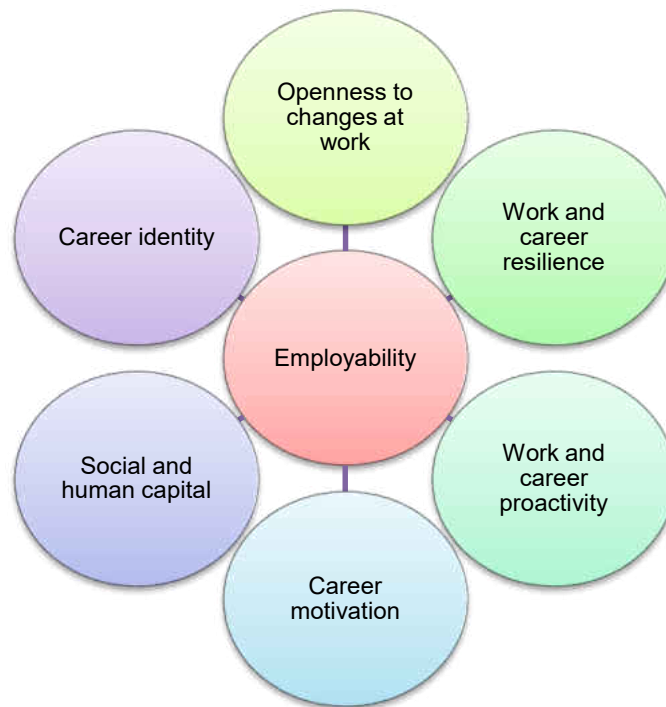 Openness to
changes at
work
Work and
career
resilience
Career identity
Employability
Social and
human capital
Work and
career
proactivity
Career
motivation